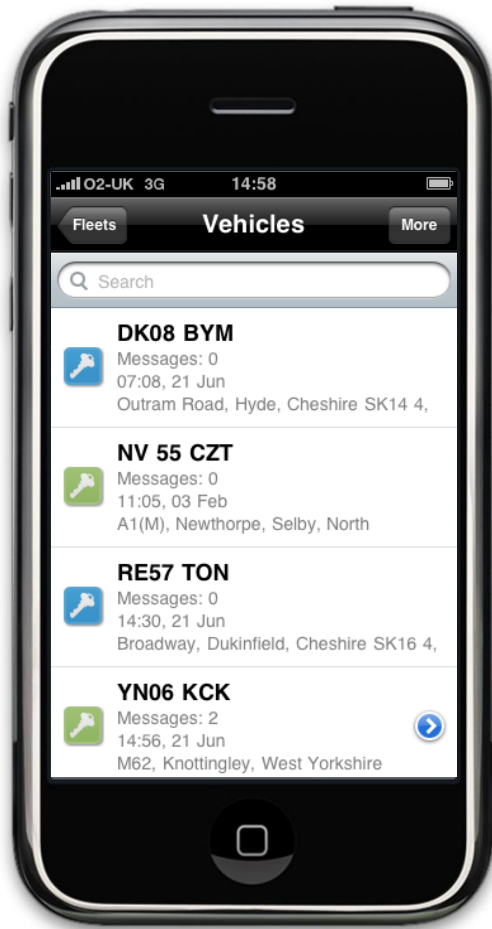 O2-UK 3G 14:58
Fleets Vehicles More
Search
DK08 BYM
Messages: 0
07:08, 21 Jun
Outram Road, Hyde, Cheshire SK14 4,
NV 55 CZT
Messages: 0
11:05, 03 Feb
A1(M), Newthorpe, Selby, North
RE57 TON
Messages: 0
14:30, 21 Jun
Broadway, Dukinfield, Cheshire SK16 4,
YN06 KCK
Messages: 2
14:56, 21 Jun
M62, Knottingley, West Yorkshire